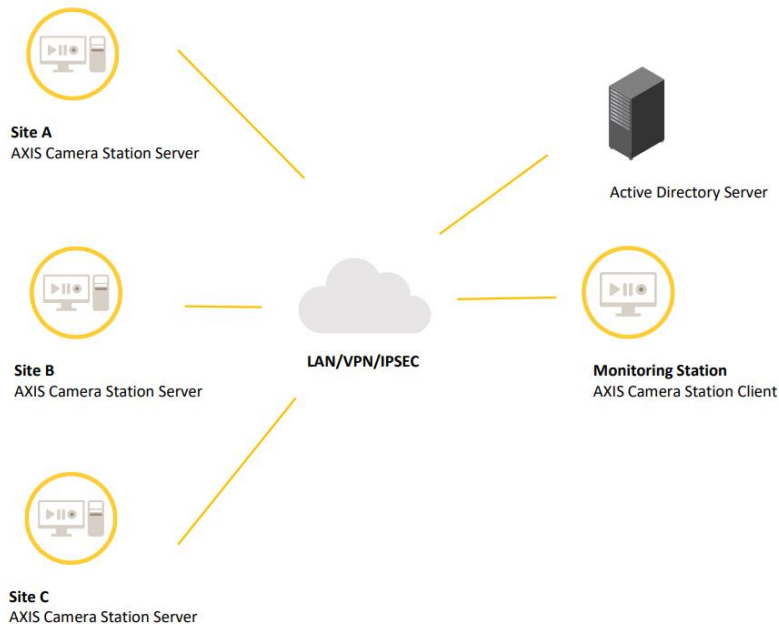 Site A
AXIS Camera Station Server
Active Directory Server
Site B
AXIS Camera Station Server
LAN/VPN/IPSEC
Monitoring Station
AXIS Camera Station Client
Site C
AXIS Camera Station Server